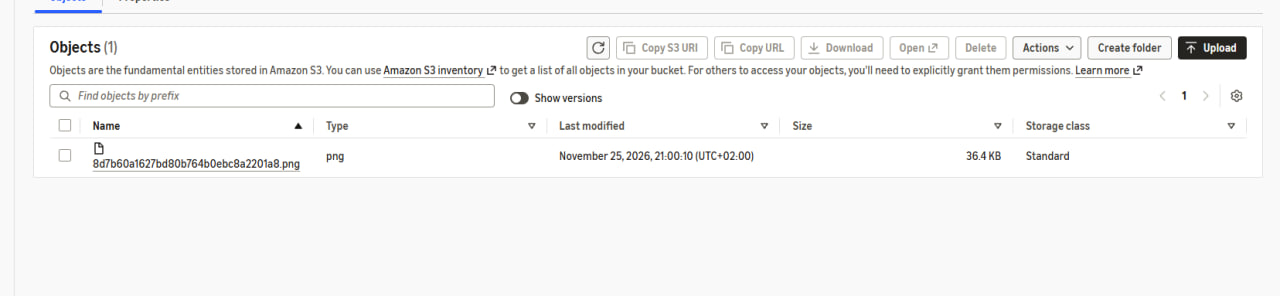 Objects (1)
Copy S3 URI
Copy URL
Download
Open
Delete
Actions
Create folder
Upload
Objects are the fundamental entities stored in Amazon S3. You can use Amazon S3 inventory to get a list of all objects in your bucket. For others to access your objects, you'll need to explicitly grant them permissions. Learn more
Find objects by prefix
Show versions
1
Name Type Last modified Size Storage class
8d7b60a1627bd80b764b0ebc8a2201a8.png png November 25, 2026, 21:00:10 (UTC+02:00) 36.4 KB Standard